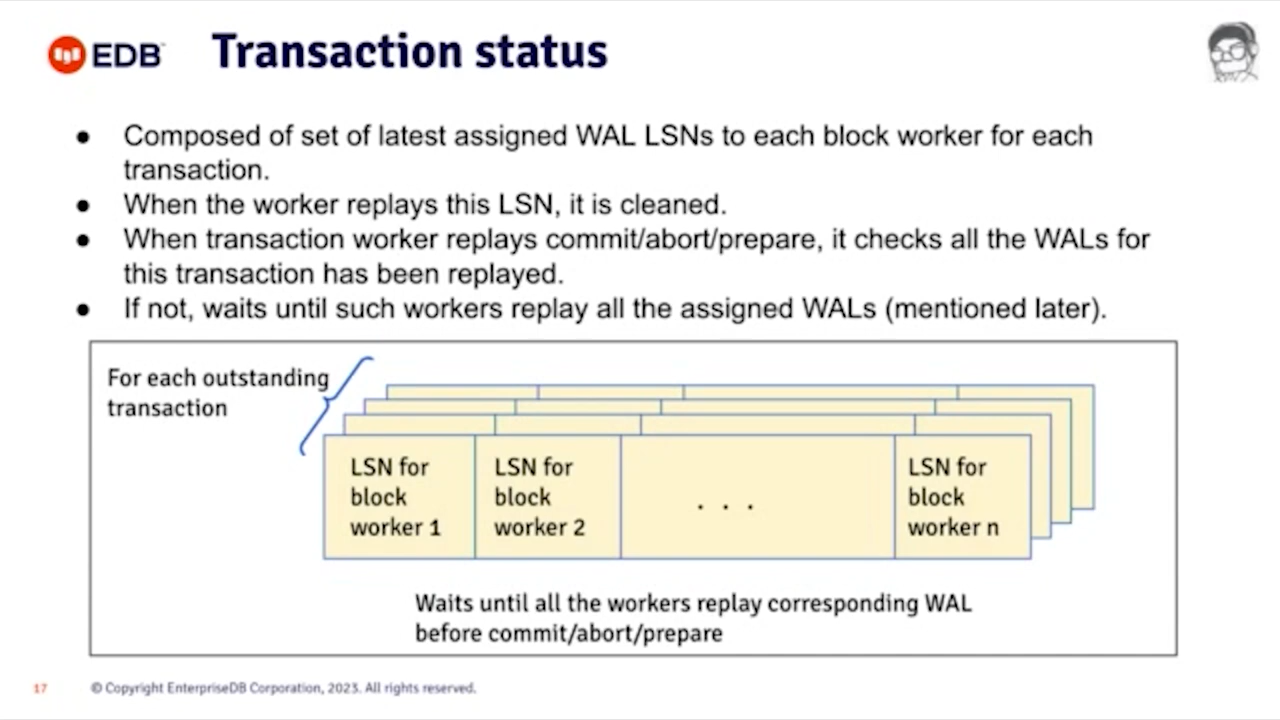 EDB
Transaction status
● Composed of set of latest assigned WAL LSNs to each block worker for each
transaction.
● When the worker replays this LSN, it is cleaned.
● When transaction worker replays commit/abort/prepare, it checks all the WALs for
this transaction has been replayed.
● If not, waits until such workers replay all the assigned WALs (mentioned later).
For each outstanding
transaction
LSN for
block
worker 1
LSN for
block
worker 2
. . .
LSN for
block
worker n
Waits until all the workers replay corresponding WAL
before commit/abort/prepare
17
© Copyright EnterpriseDB Corporation, 2023. All rights reserved.